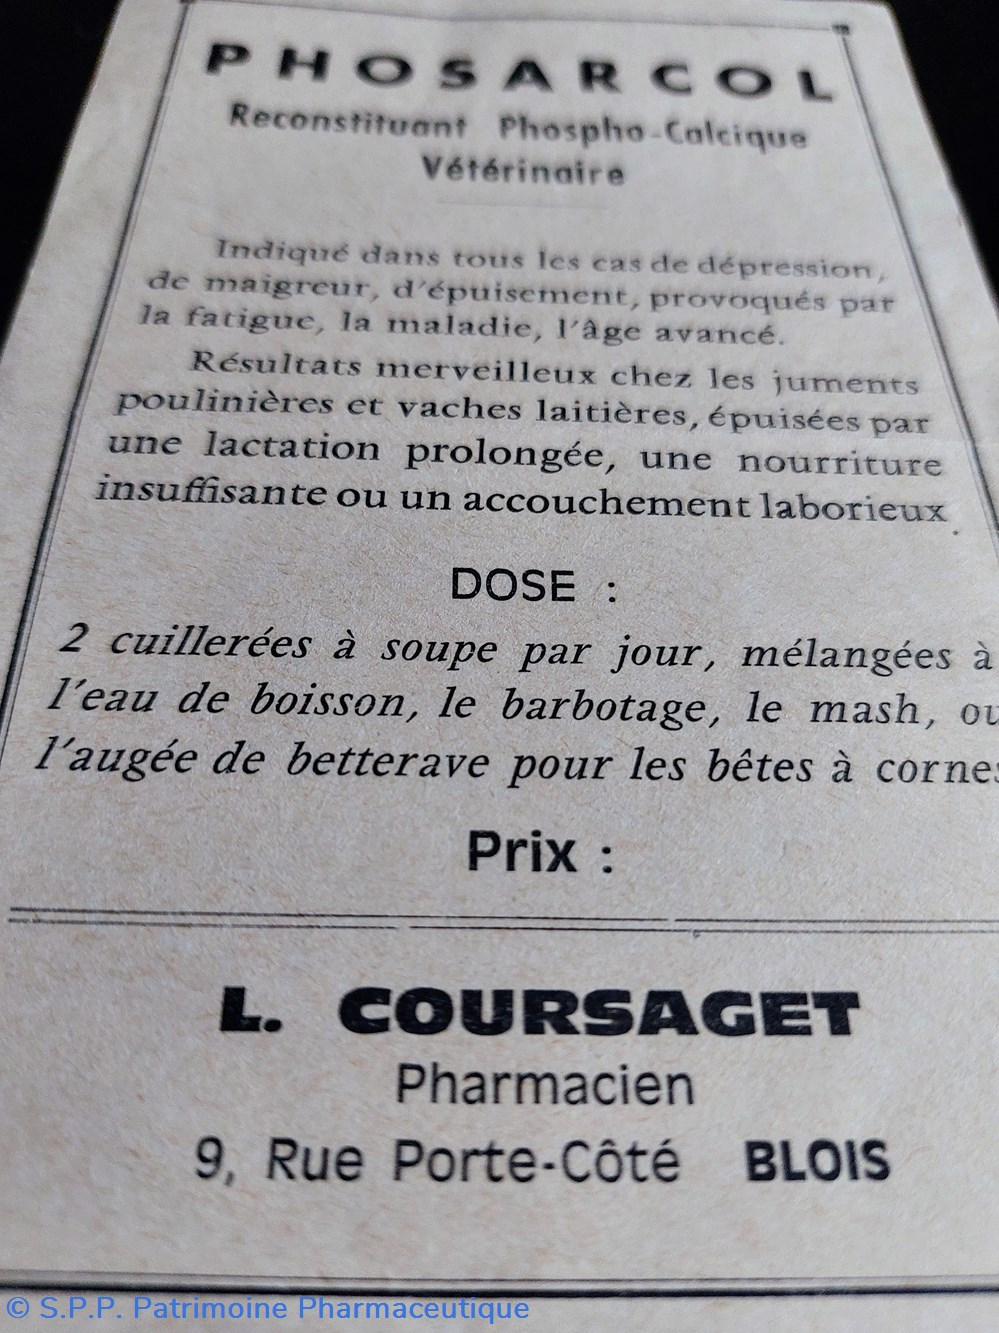 PHOSARCOL
Reconstituant Phospho-Calcique
Vétérinaire
Indiqué dans tous les cas de dépression,
de maigreur, d'épuisement, provoqués par
la fatigue, la maladie, l'âge avancé.
Résultats merveilleux chez les juments
poulinières et vaches laitières, épuisées par
une lactation prolongée, une nourriture
insuffisante ou un accouchement laborieux.
DOSE :
2 cuillerées à soupe par jour, mélangées à
l'eau de boisson, le barbotage, le mash, ou
l'augée de betterave pour les bêtes à cornes
Prix :
L. COURSAGET
Pharmacien
9, Rue Porte-Côté BLOIS
© S.P.P. Patrimoine Pharmaceutique